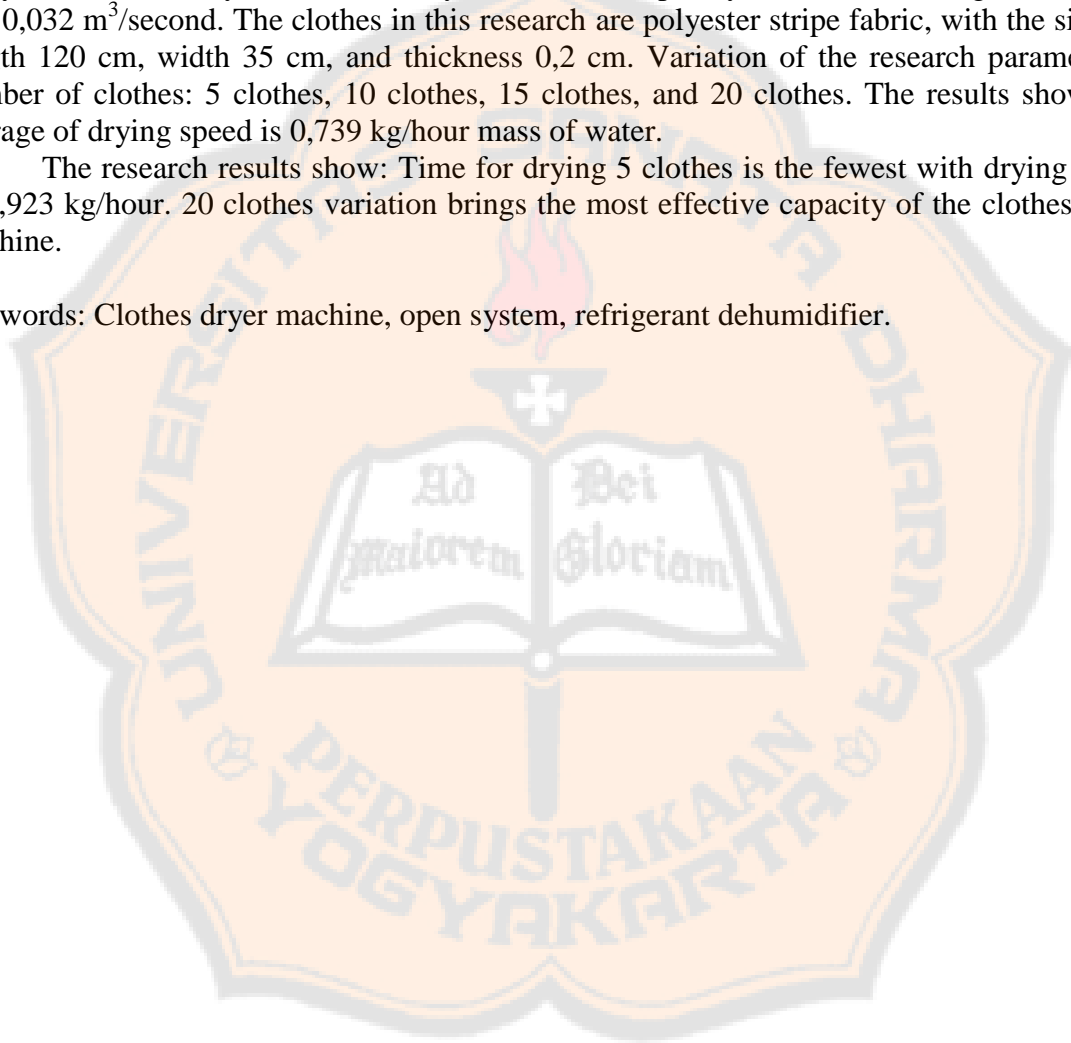 0,032 m³/second. The clothes in this research are polyester stripe fabric, with the si
th 120 cm, width 35 cm, and thickness 0,2 cm. Variation of the research parame
ber of clothes: 5 clothes, 10 clothes, 15 clothes, and 20 clothes. The results show
rage of drying speed is 0,739 kg/hour mass of water.
The research results show: Time for drying 5 clothes is the fewest with drying
,923 kg/hour. 20 clothes variation brings the most effective capacity of the clothes
hine.
words: Clothes dryer machine, open system, refrigerant dehumidifier.
UNIVERSITAS SANATA DHARMA
Ad Dei
Maiorem Gloriam
PERPUSTAKAAN
YOGYAKARTA